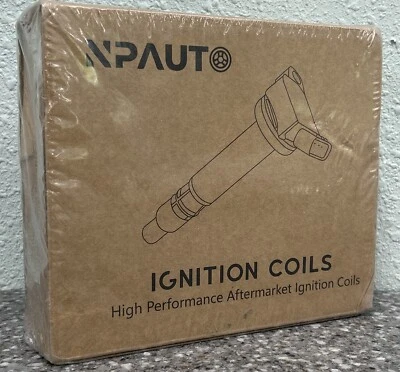 NPAUTO
IGNITION COILS
High Performance Aftermarket Ignition Coils